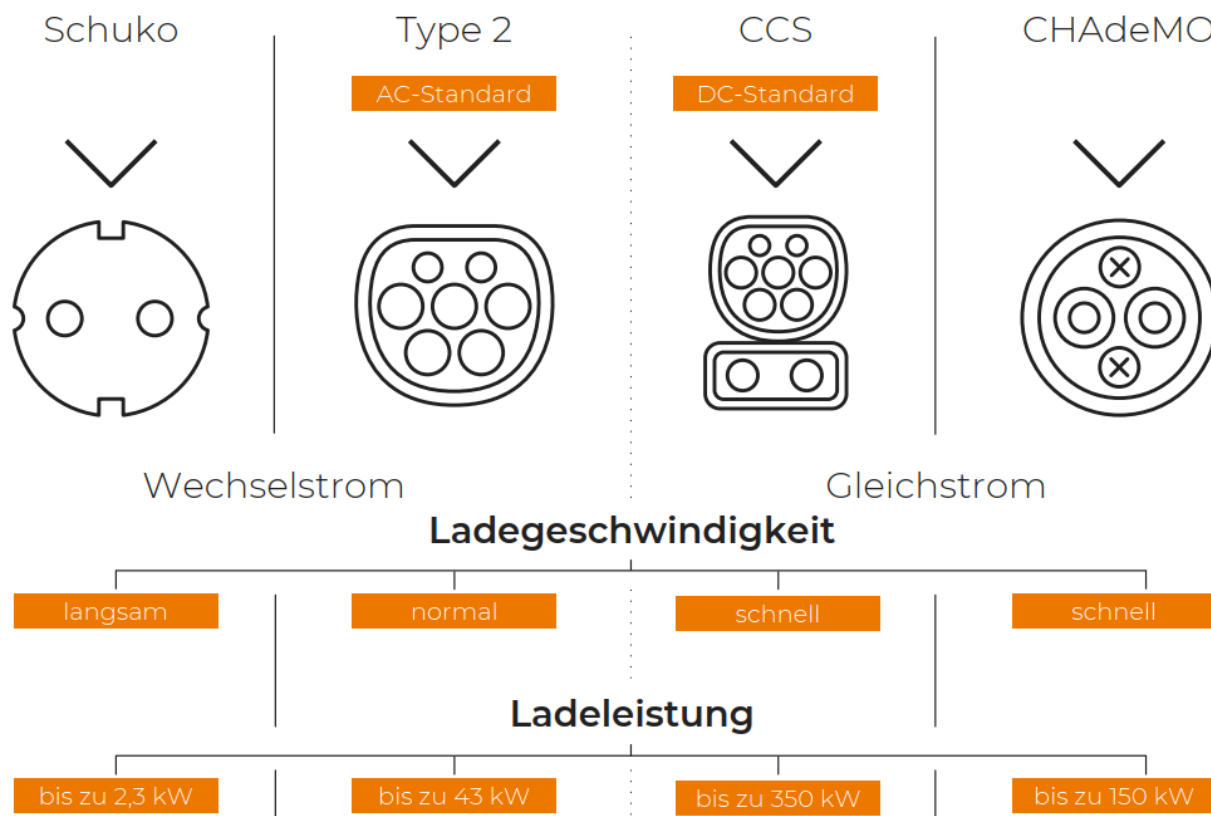 Schuko
Type 2
CCS
CHAdeMO
AC-Standard
DC-Standard
Wechselstrom
Gleichstrom
Ladegeschwindigkeit
langsam
normal
schnell
schnell
Ladeleistung
bis zu 2,3 kW
bis zu 43 kW
bis zu 350 kW
bis zu 150 kW